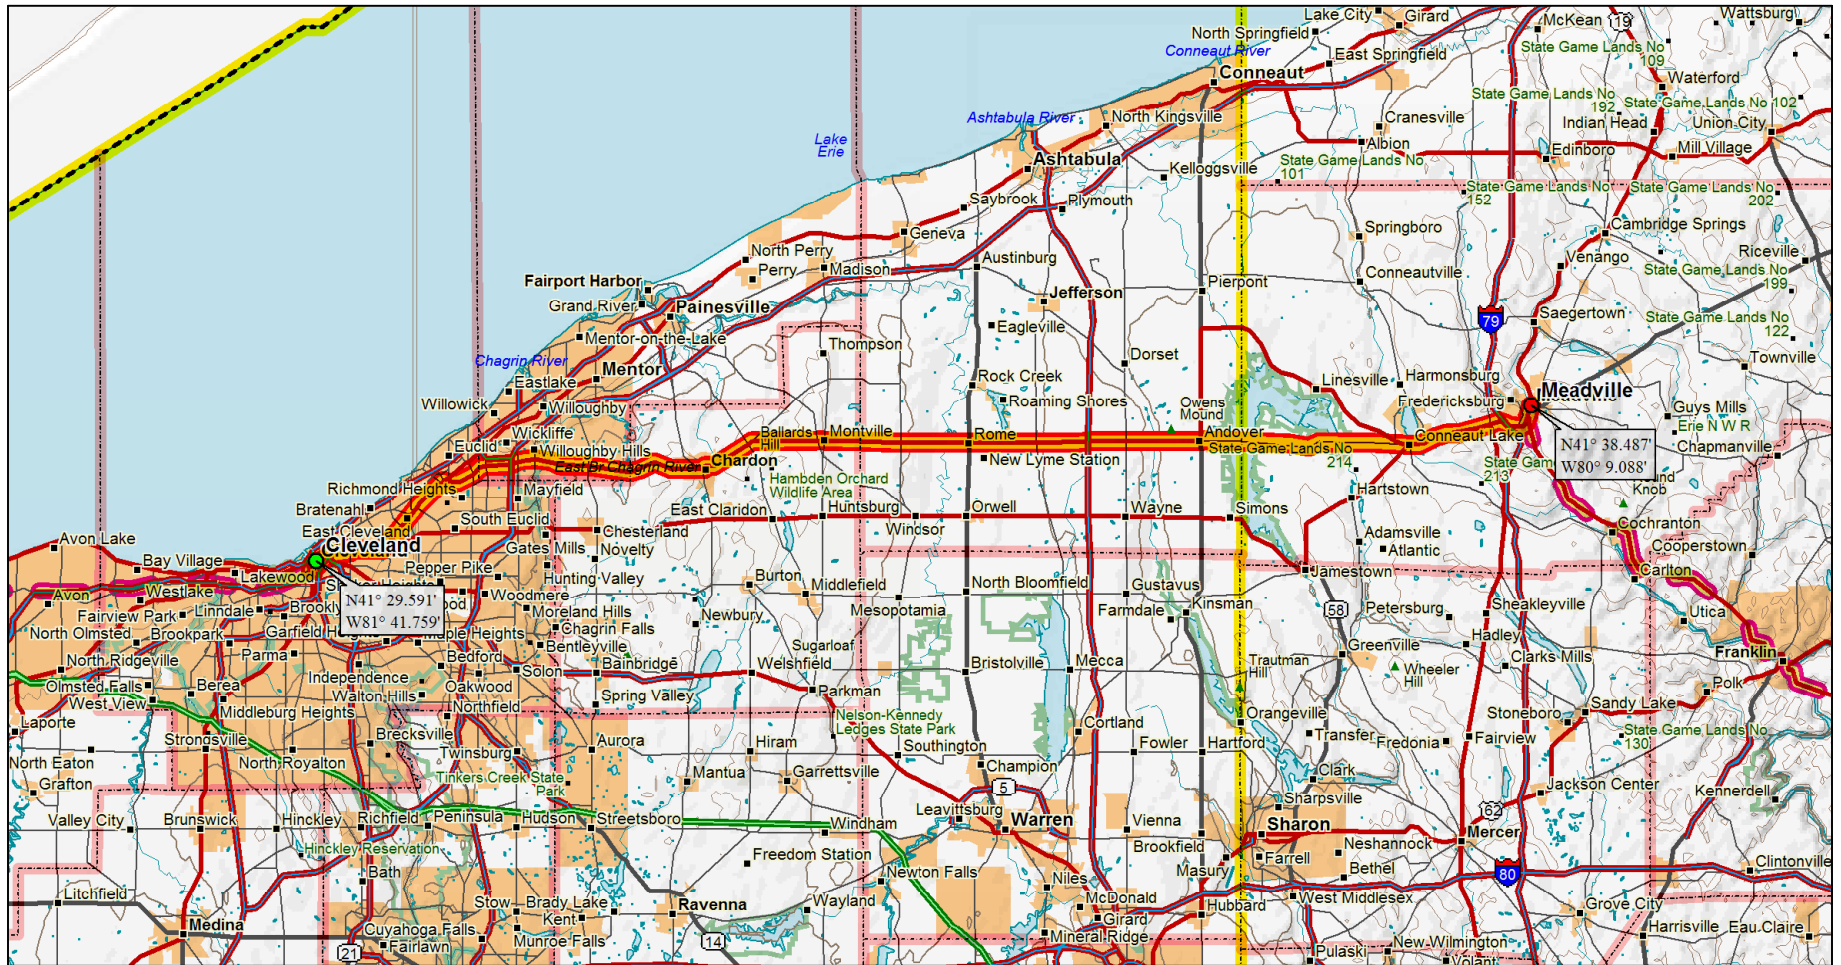 Lake City
Girard
McKean
119
Wattsburg
North Springfield
State Game Lands No
109
Conneaut River
East Springfield
Conneaut
Waterford
State Game Lands No
192
State Game Lands No 102
Ashtabula River
North Kingsville
Cranesville
Indian Head
Union City
Lake
Erie
Albion
Edinboro
Mill Village
Ashtabula
Kelloggsville
State Game Lands No
101
State Game Lands No
152
State Game Lands No
202
Saybrook
Plymouth
Geneva
Springboro
Cambridge Springs
North Perry
Austinburg
Venango
Riceville
Perry
Madison
Conneautville
State Game Lands No
199
Fairport Harbor
Pierpont
Grand River
Painesville
Jefferson
79
Saegertown
State Game Lands No
122
Eagleville
Mentor-on-the-Lake
Thompson
Dorset
Townville
Chagrin River
Mentor
Eastlake
Rock Creek
Linesville
Harmonsburg
Meadville
Willowick
Willoughby
Roaming Shores
Owens
Mound
Fredericksburg
Guys Mills
Erie N W R
Wickliffe
Ballards
Hill
Montville
Rome
Andover
Conneaut Lake
N41° 38.487'
W80° 9.088'
Chapmanville
Euclid
Willoughby Hills
East Br Chagrin River
Chardon
New Lyme Station
State Game Lands No
214
State Gam
213
Knob
Richmond Heights
Mayfield
Hambden Orchard
Wildlife Area
Hartstown
Bratenahl
South Euclid
East Claridon
Huntsburg
Windsor
Orwell
Wayne
Simons
East Cleveland
Chesterland
Cochranton
Avon Lake
Cleveland
Gates Mills
Novelty
Adamsville
Atlantic
Cooperstown
Bay Village
Pepper Pike
Jamestown
Carlton
Lakewood
Hunting Valley
Burton
Middlefield
North Bloomfield
Gustavus
Avon
Westlake
N41° 29.591'
W81° 41.759'
Woodmere
Mesopotamia
Farmdale
Kinsman
58
Petersburg
Sheakleyville
Utica
Linndale
Fairview Park
Moreland Hills
Newbury
North Olmsted
Brookpark
Chagrin Falls
Hadley
Parma
Bentleyville
Sugarloaf
Greenville
Franklin
North Ridgeville
Bedford
Solon
Bainbridge
Welshfield
Bristolville
Mecca
Trautman
Hill
Wheeler
Hill
Clarks Mills
Independence
Olmsted Falls
Berea
Walton Hills
Oakwood
Spring Valley
Parkman
Polk
West View
Middleburg Heights
Northfield
Nelson-Kennedy
Ledges State Park
Orangeville
Stoneboro
Sandy Lake
Laporte
Cortland
Strongsville
Brecksville
Aurora
Hiram
Southington
Fowler
Hartford
Transfer
Fredonia
Fairview
State Game Lands No
130
North Eaton
North Royalton
Twinsburg
Champion
Clark
Grafton
Tinkers Creek State
Park
Mantua
Garrettsville
Jackson Center
Kennerdell
5
Sharpsville
62
Leavittsburg
Valley City
Brunswick
Hinckley
Richfield
Peninsula
Hudson
Streetsboro
Windham
Warren
Vienna
Sharon
Mercer
Hinckley Reservation
Brookfield
Neshannock
Freedom Station
Farrell
Clintonville
Bath
Newton Falls
Niles
Masury
Bethel
80
Litchfield
Stow
Brady Lake
Ravenna
Wayland
McDonald
Hubbard
West Middlesex
Grove City
Medina
Kent
Girard
Cuyahoga Falls
Munroe Falls
14
Mineral Ridge
Harrisville
Eau Claire
21
Fairlawn
Pulaski
New Wilmington
Volant